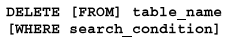 DELETE [FROM] table_name
[WHERE search_condition]